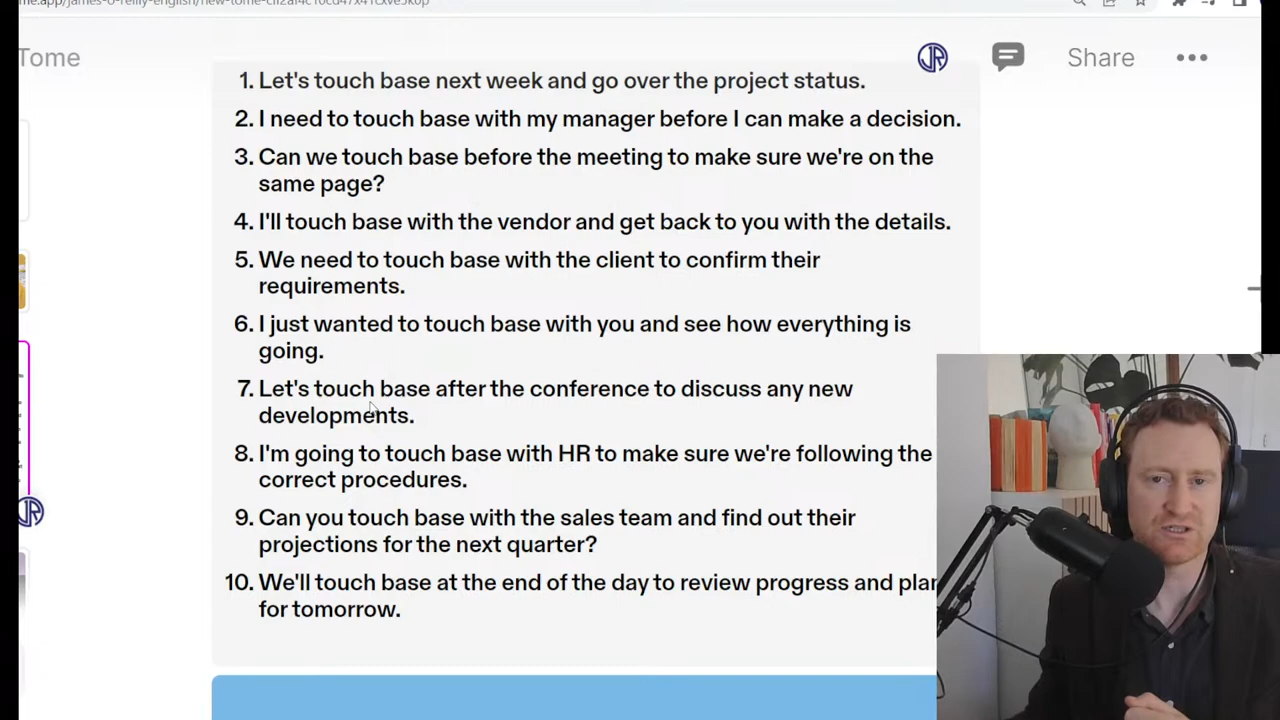 Tome
JR
Share
1. Let's touch base next week and go over the project status.
2. I need to touch base with my manager before I can make a decision.
3. Can we touch base before the meeting to make sure we're on the
same page?
4. I'll touch base with the vendor and get back to you with the details.
5. We need to touch base with the client to confirm their
requirements.
6. I just wanted to touch base with you and see how everything is
going.
7. Let's touch base after the conference to discuss any new
developments.
8. I'm going to touch base with HR to make sure we're following the
correct procedures.
9. Can you touch base with the sales team and find out their
projections for the next quarter?
10. We'll touch base at the end of the day to review progress and plan
for tomorrow.
JR